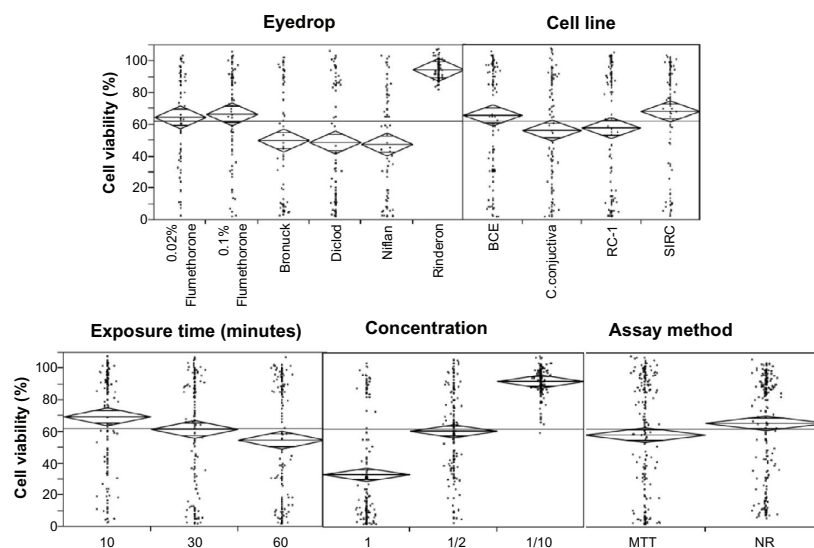 Eyedrop Cell line
Cell viability (%)
100
80
60
40
20
0
0.02%
Flumethorone
0.1%
Flumethorone
Bronuck
Diclod
Niflan
Rinderon
BCE
C.conjuctiva
RC-1
SIRC
Exposure time (minutes) Concentration Assay method
Cell viability (%)
100
80
60
40
20
0
10 30 60 1 1/2 1/10 MTT NR